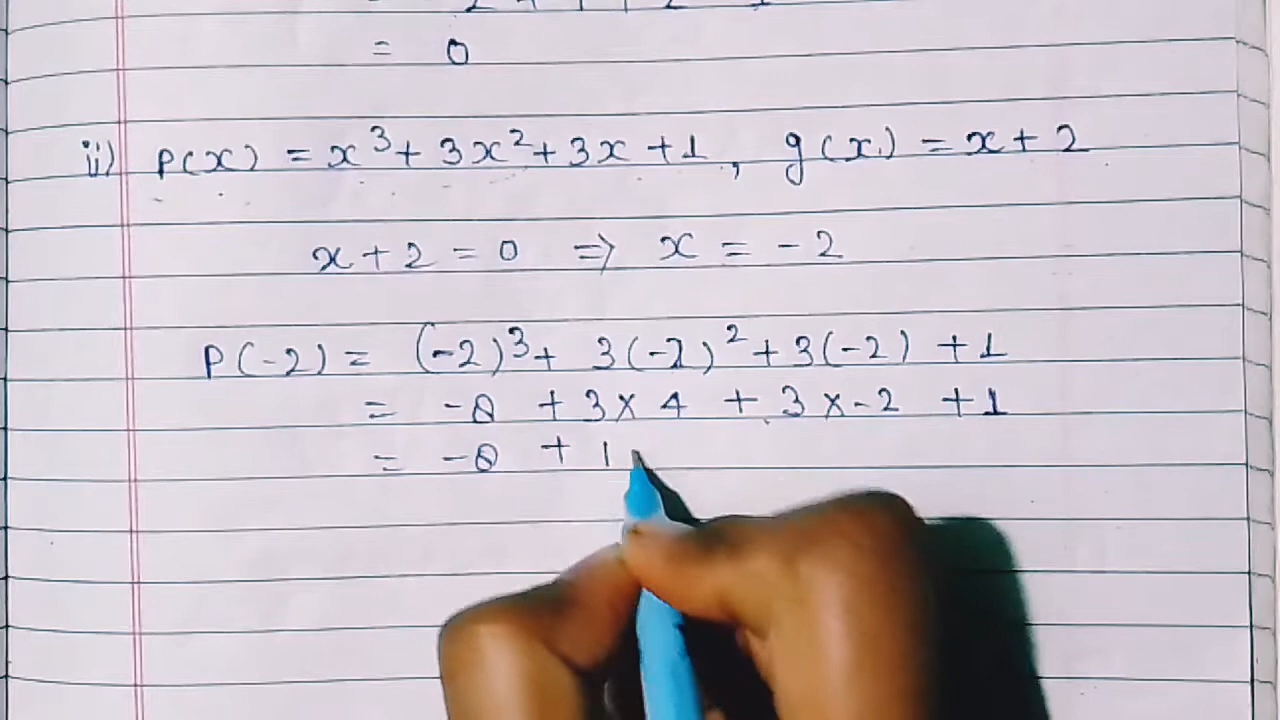 = 0
ii) P(x) = x³ + 3x² + 3x + 1 , g(x) = x + 2
x + 2 = 0 ⇒ x = -2
P(-2) = (-2)³ + 3(-2)² + 3(-2) + 1
= -8 + 3 × 4 + 3 × -2 + 1
= -8 + 1